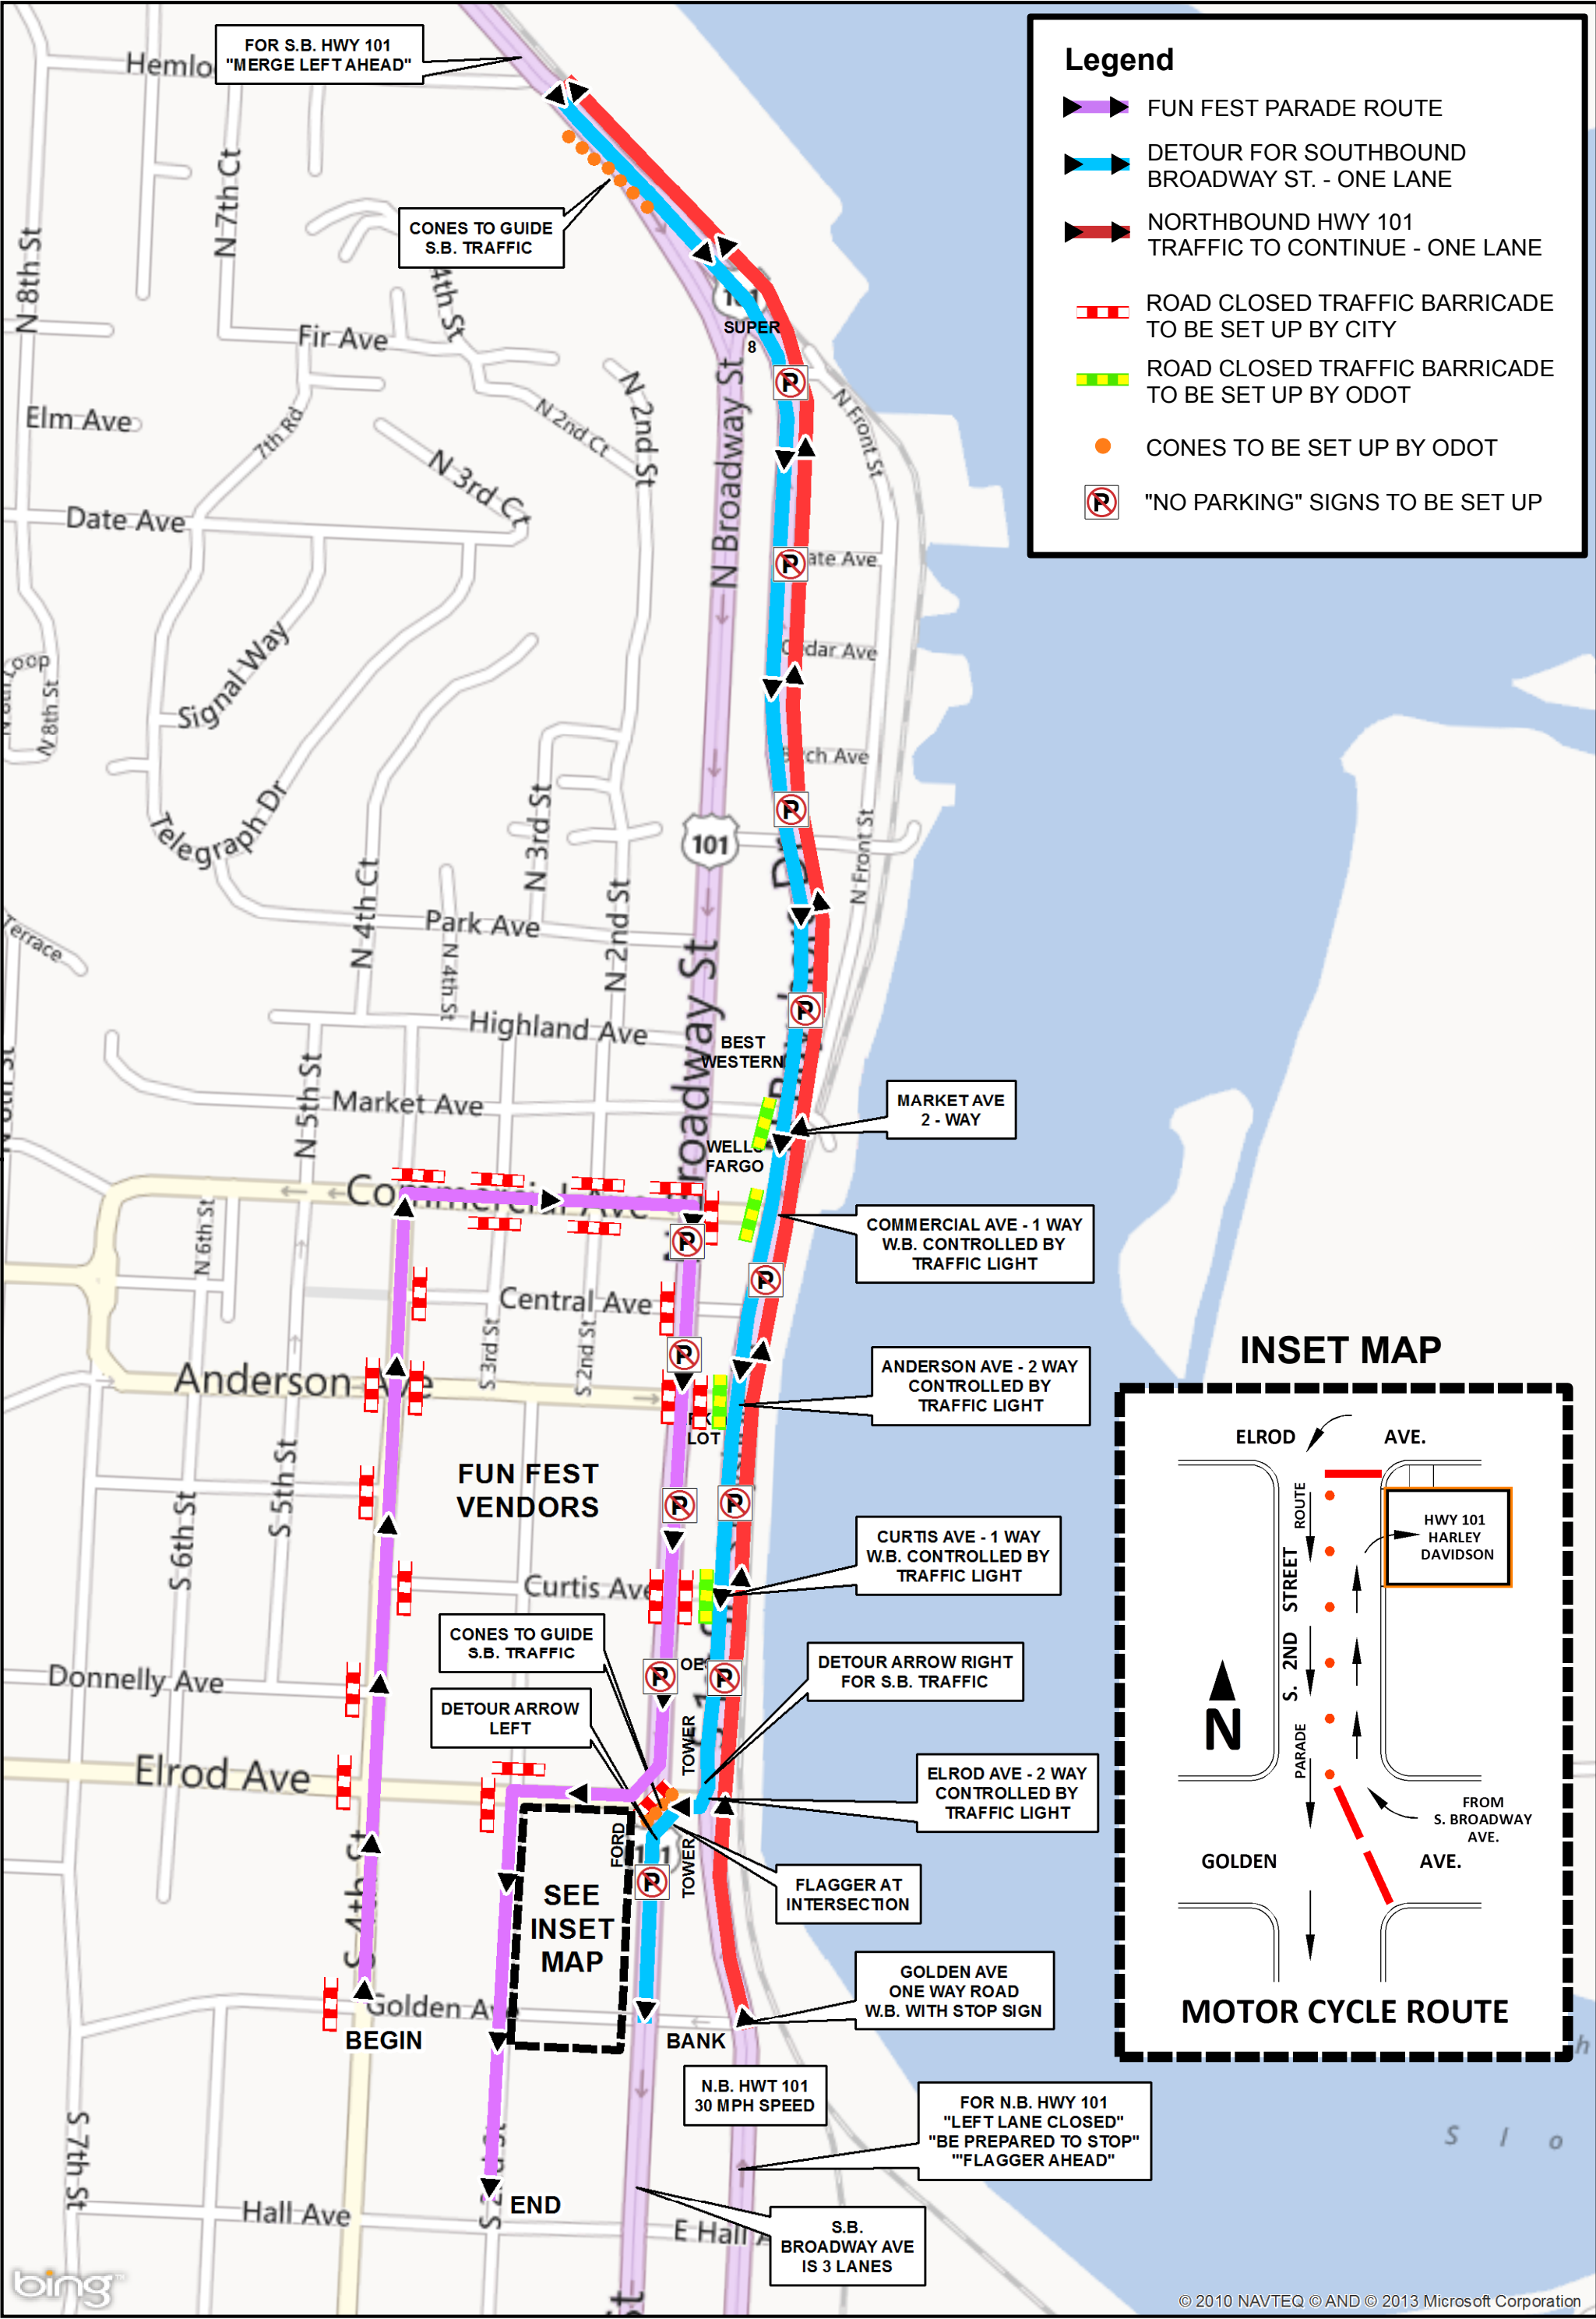 FOR S.B. HWY 101
"MERGE LEFT AHEAD"
CONES TO GUIDE
S.B. TRAFFIC
Legend
FUN FEST PARADE ROUTE
DETOUR FOR SOUTHBOUND
BROADWAY ST. - ONE LANE
NORTHBOUND HWY 101
TRAFFIC TO CONTINUE - ONE LANE
ROAD CLOSED TRAFFIC BARRICADE
TO BE SET UP BY CITY
ROAD CLOSED TRAFFIC BARRICADE
TO BE SET UP BY ODOT
CONES TO BE SET UP BY ODOT
P
"NO PARKING" SIGNS TO BE SET UP
N 8th St
N 7th Ct
4th St
Fir Ave
Elm Ave
7th Rd
N 2nd Ct
N 2nd St
N 3rd Ct
Date Ave
N Broadway St
SUPER
8
N Front St
Signal Way
N 8th St
Telegraph Dr
N 3rd St
N 4th Ct
N 2nd St
101
N Front St
Park Ave
N 4th St
Terrace
Highland Ave
N 5th St
Market Ave
BEST
WESTERN
WELLS
FARGO
MARKET AVE
2 - WAY
Commercial Ave
COMMERCIAL AVE - 1 WAY
W.B. CONTROLLED BY
TRAFFIC LIGHT
N 6th St
Central Ave
S 3rd St
S 2nd St
Anderson Ave
ANDERSON AVE - 2 WAY
CONTROLLED BY
TRAFFIC LIGHT
LOT
FUN FEST
VENDORS
S 6th St
S 5th St
Curtis Ave
CURTIS AVE - 1 WAY
W.B. CONTROLLED BY
TRAFFIC LIGHT
CONES TO GUIDE
S.B. TRAFFIC
DETOUR ARROW RIGHT
FOR S.B. TRAFFIC
Donnelly Ave
DETOUR ARROW
LEFT
TOWER
Elrod Ave
ELROD AVE - 2 WAY
CONTROLLED BY
TRAFFIC LIGHT
FORD
TOWER
FLAGGER AT
INTERSECTION
SEE
INSET
MAP
S 4th Ct
GOLDEN AVE
ONE WAY ROAD
W.B. WITH STOP SIGN
Golden Ave
BEGIN
BANK
N.B. HWT 101
30 MPH SPEED
FOR N.B. HWY 101
"LEFT LANE CLOSED"
"BE PREPARED TO STOP"
"'FLAGGER AHEAD"
S 7th St
END
Hall Ave
E Hall A
S.B.
BROADWAY AVE
IS 3 LANES
INSET MAP
ELROD AVE.
ROUTE
HWY 101
HARLEY
DAVIDSON
S. 2ND STREET
N
PARADE
FROM
S. BROADWAY
AVE.
GOLDEN AVE.
MOTOR CYCLE ROUTE
S l o
bing
© 2010 NAVTEQ © AND © 2013 Microsoft Corporation